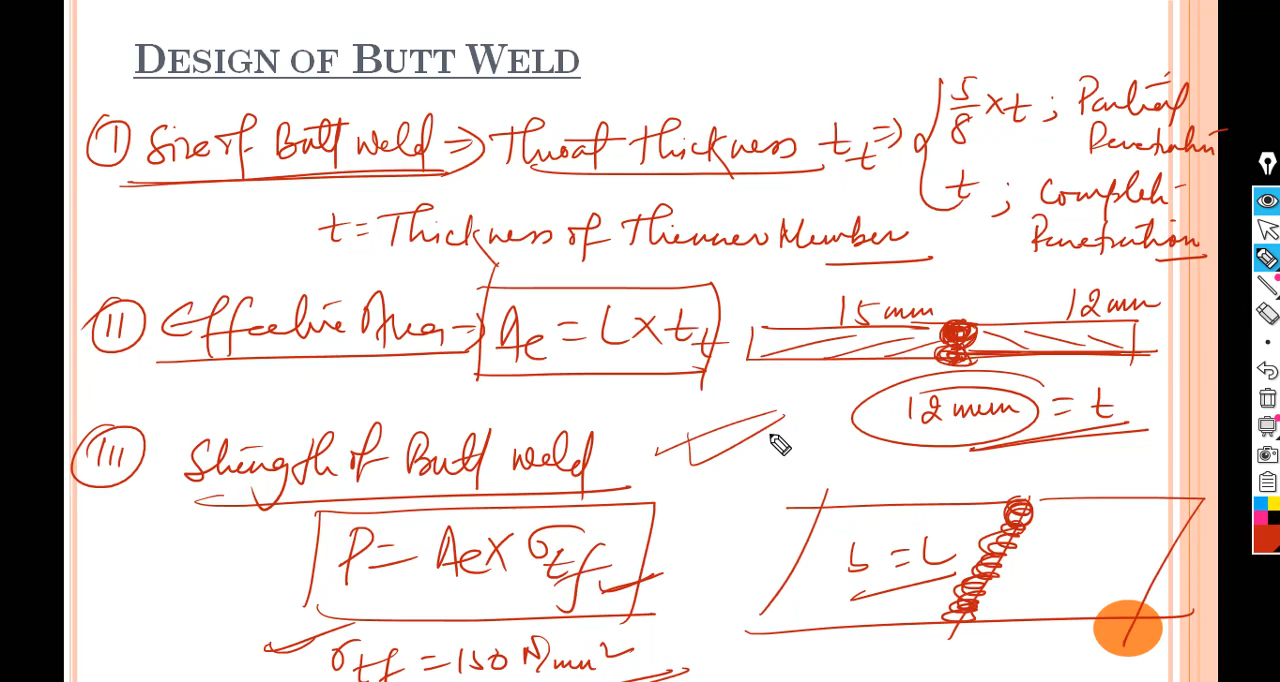 DESIGN OF BUTT WELD
I Size of Butt weld => Throat thickness t_t => { 5/8 x t ; Partial Penetration
t ; Complete Penetration
t = Thickness of Thinner Member
II Effective Area → Ae = L x t_t
15 mm 12 mm
12 mm = t
III Strength of Butt weld
P = Ae x σtf
b = L
σtf = 150 N/mm²